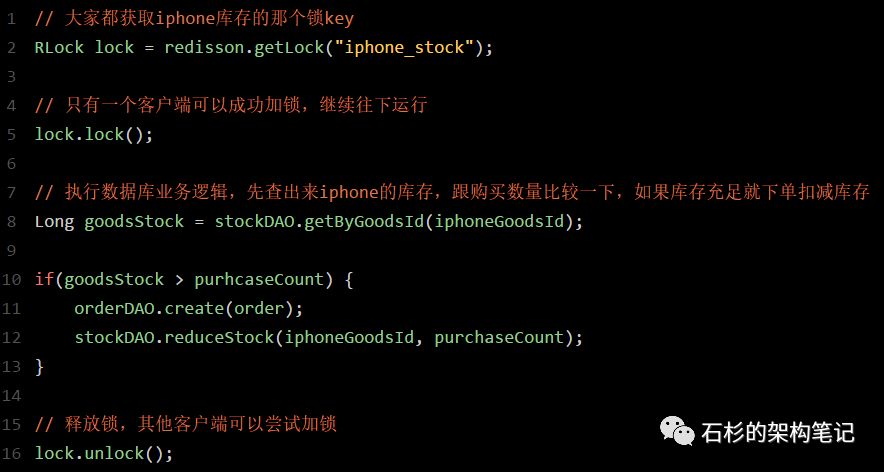 1 // 大家都获取iphone库存的那个锁key
2 RLock lock = redisson.getLock("iphone_stock");
3
4 // 只有一个客户端可以成功加锁，继续往下运行
5 lock.lock();
6
7 // 执行数据库业务逻辑，先查出来iphone的库存，跟购买数量比较一下，如果库存充足就下单扣减库存
8 Long goodsStock = stockDAO.getByGoodsId(iphoneGoodsId);
9
10 if(goodsStock > purhcaseCount) {
11     orderDAO.create(order);
12     stockDAO.reduceStock(iphoneGoodsId, purchaseCount);
13 }
14
15 // 释放锁，其他客户端可以尝试加锁
16 lock.unlock();
石杉的架构笔记